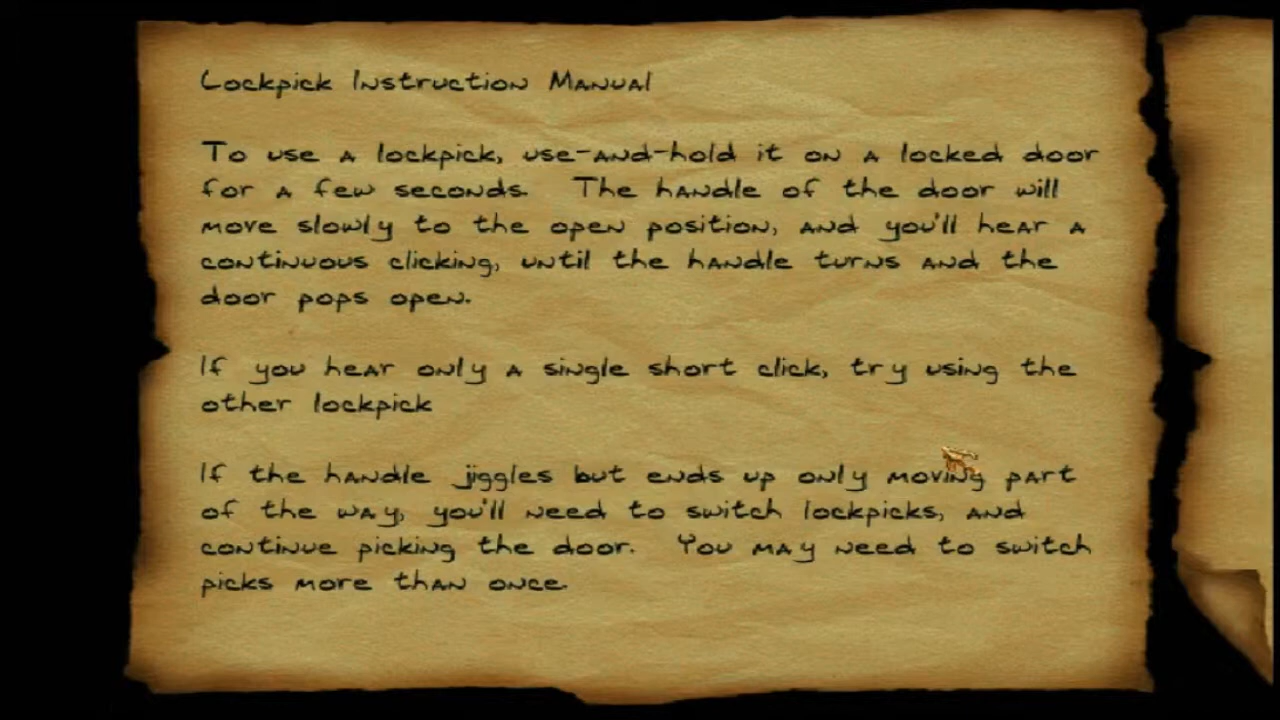 Lockpick Instruction Manual
To use a lockpick, use-and-hold it on a locked door
for a few seconds. The handle of the door will
move slowly to the open position, and you'll hear a
continuous clicking, until the handle turns and the
door pops open.
If you hear only a single short click, try using the
other lockpick
If the handle jiggles but ends up only moving part
of the way, you'll need to switch lockpicks, and
continue picking the door. You may need to switch
picks more than once.